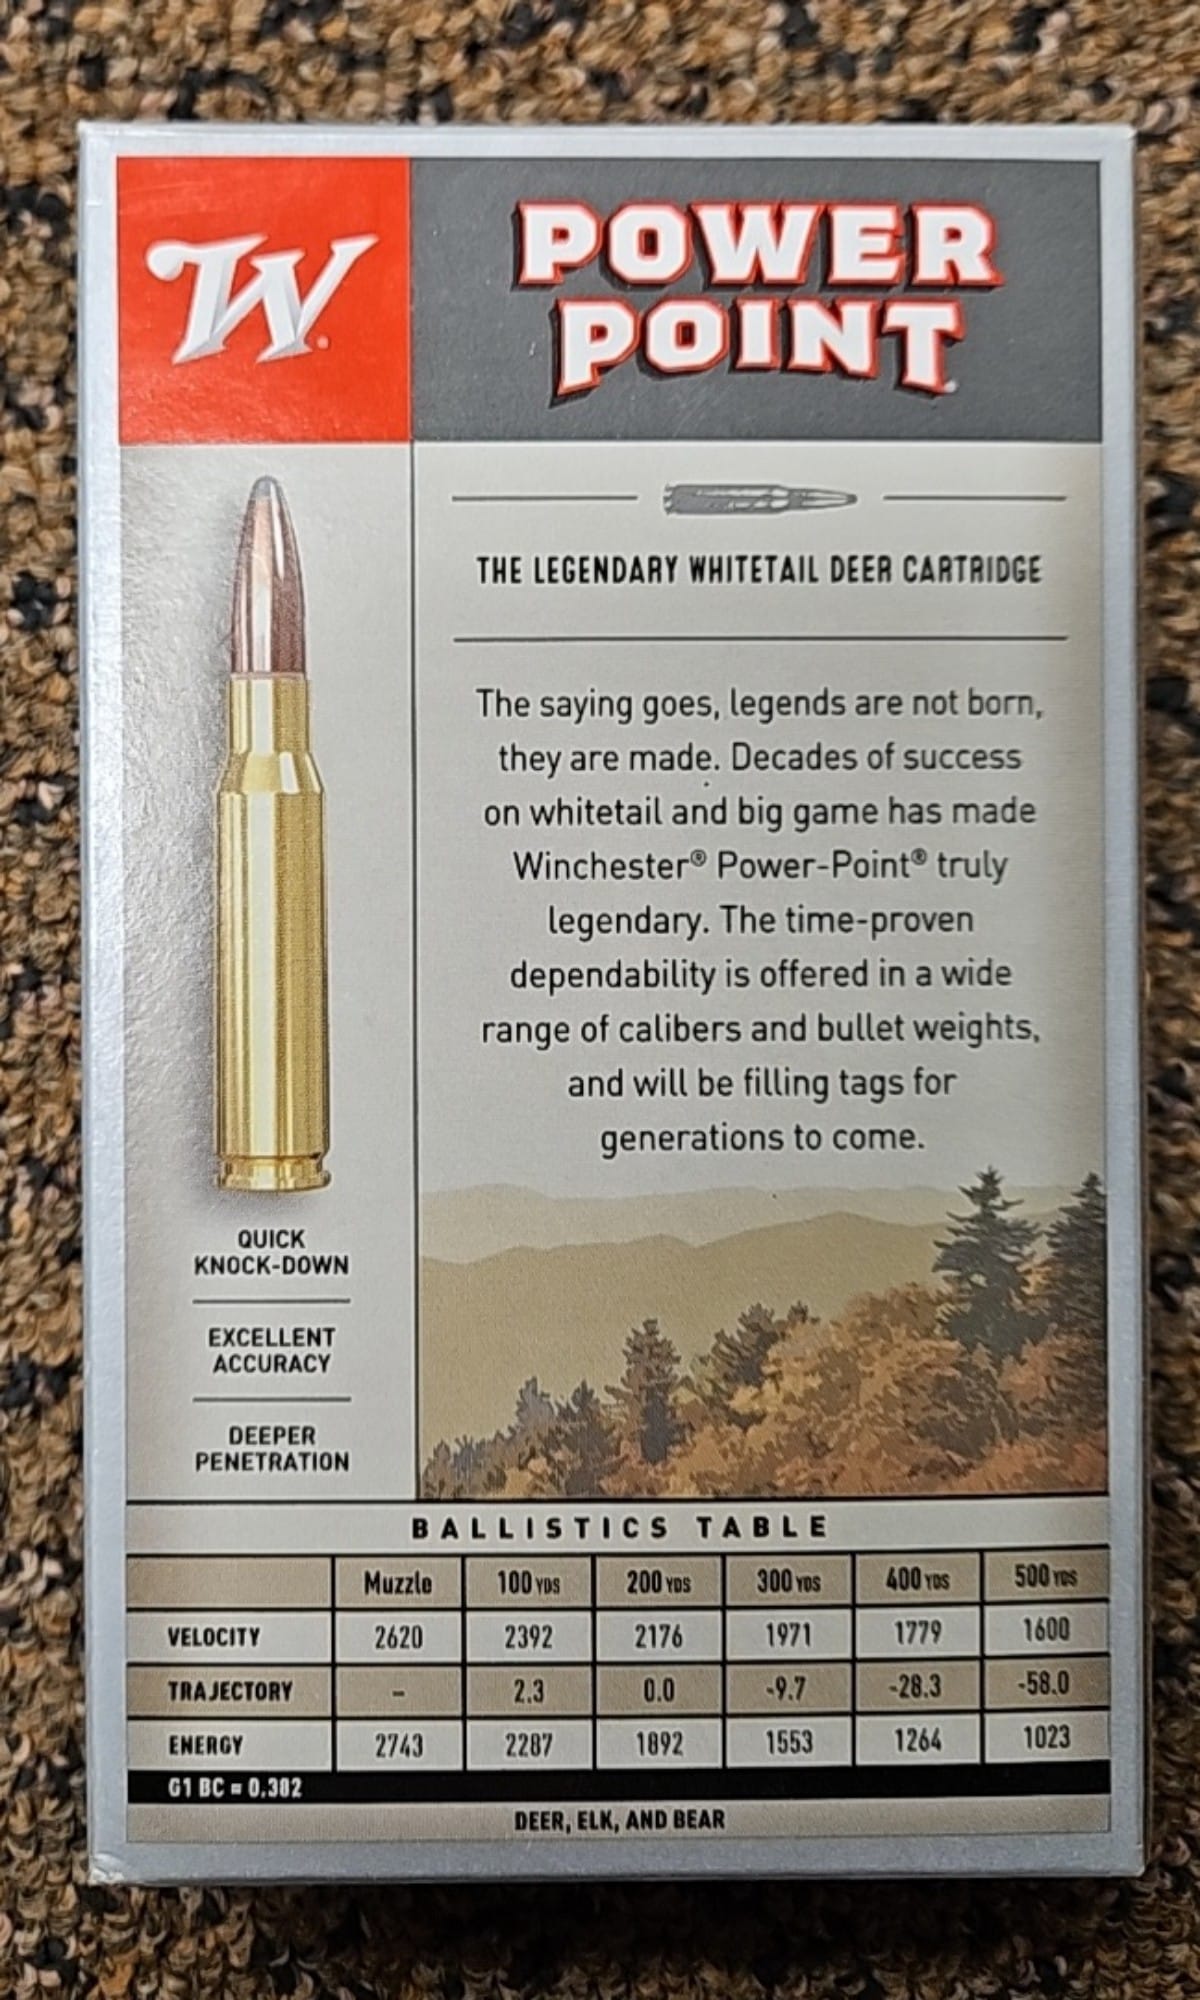 W
POWER
POINT
THE LEGENDARY WHITETAIL DEER CARTRIDGE
The saying goes, legends are not born,
they are made. Decades of success
on whitetail and big game has made
Winchester® Power-Point® truly
legendary. The time-proven
dependability is offered in a wide
range of calibers and bullet weights,
and will be filling tags for
generations to come.
QUICK
KNOCK-DOWN
EXCELLENT
ACCURACY
DEEPER
PENETRATION
BALLISTICS TABLE
Muzzle 100 YDS 200 YDS 300 YDS 400 YDS 500 YDS
VELOCITY 2620 2392 2176 1971 1779 1600
TRAJECTORY - 2.3 0.0 -9.7 -28.3 -58.0
ENERGY 2743 2287 1892 1553 1264 1023
G1 BC = 0.382
DEER, ELK, AND BEAR